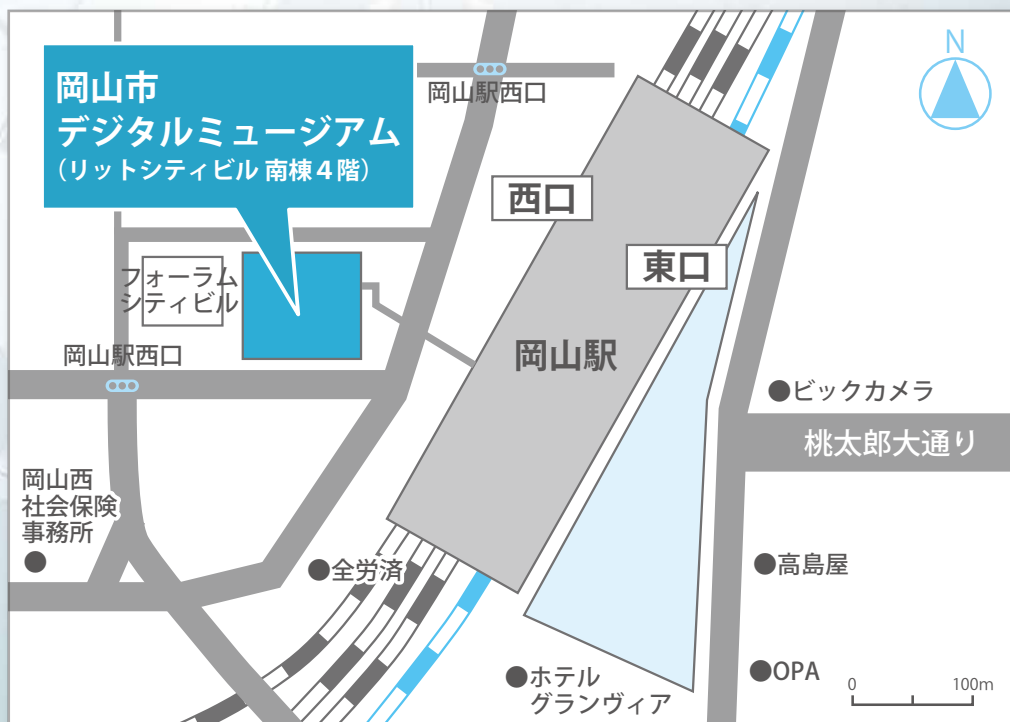 岡山市
デジタルミュージアム
（リットシティビル 南棟4階）
岡山駅西口
N
西口
東口
フォーラム
シティビル
岡山駅西口
岡山駅
ビックカメラ
桃太郎大通り
岡山西
社会保険
事務所
全労済
高島屋
ホテル
グランヴィア
OPA
0 100m